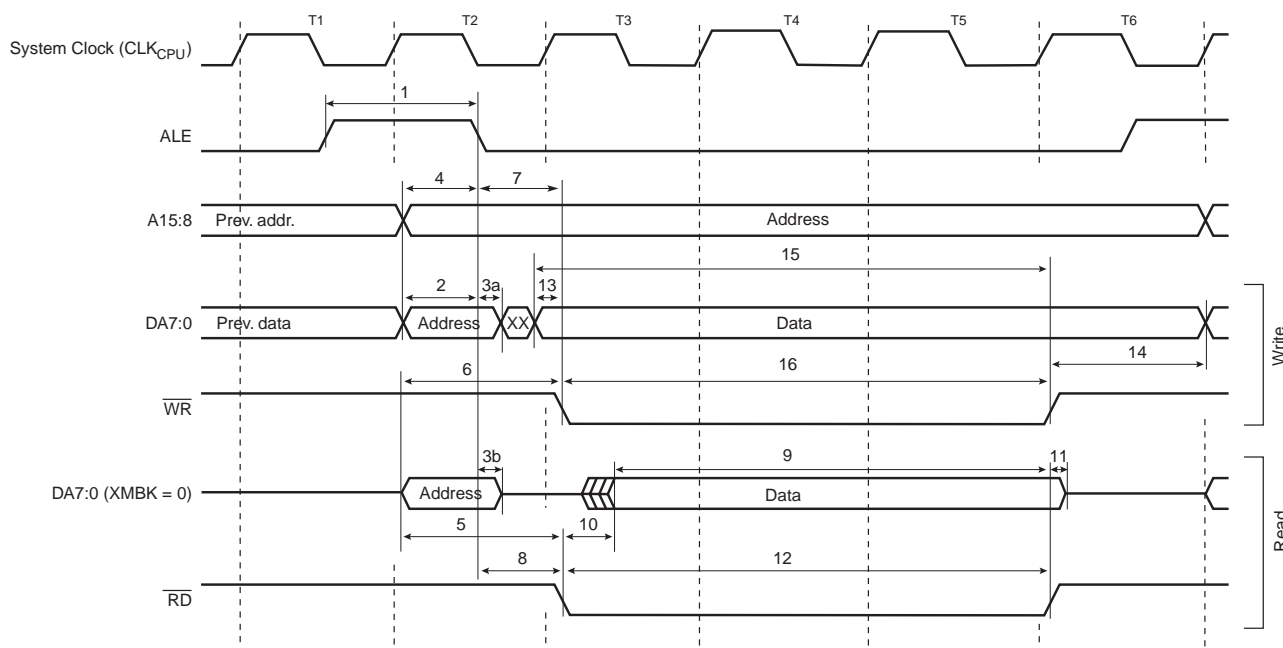 T1 T2 T3 T4 T5 T6
System Clock (CLKCPU)
1
ALE
4 7
A15:8 Prev. addr. Address
15
2 3a 13
DA7:0 Prev. data Address XX Data
14
6 16
WR
Write
3b 9 11
DA7:0 (XMBK = 0) Address Data
5 10
8 12
RD
Read